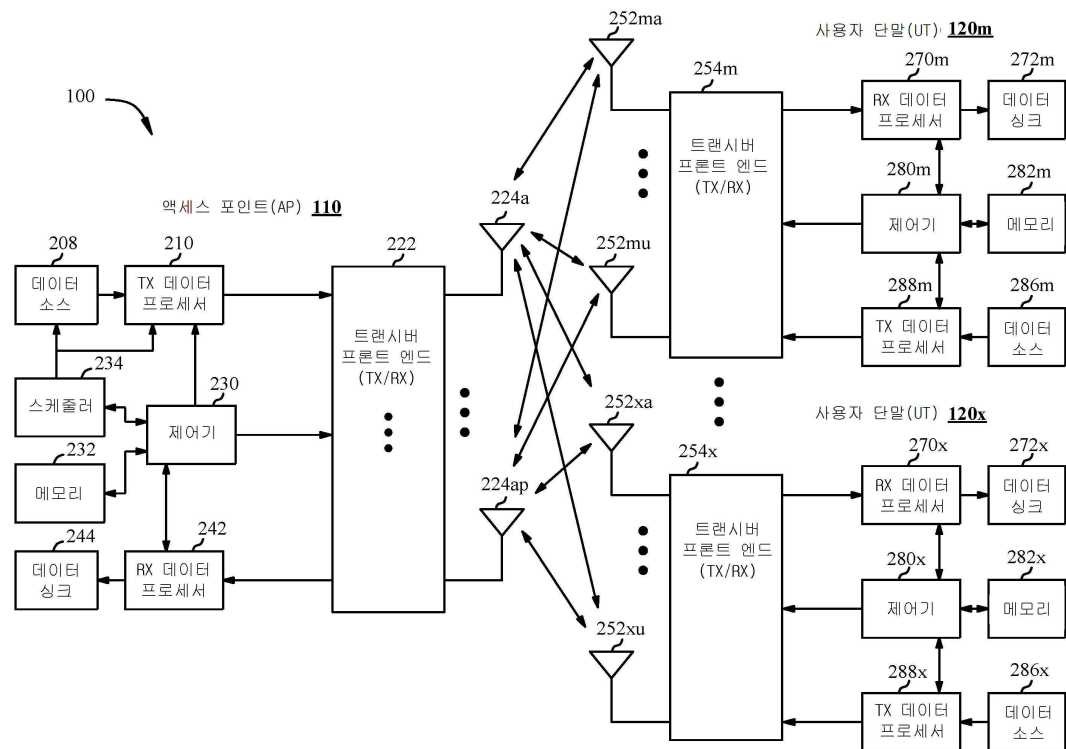 252ma
사용자 단말(UT) 120m
254m
270m
272m
100
RX 데이터
프로세서
데이터
싱크
트랜시버
프론트 엔드
(TX/RX)
280m
282m
제어기
메모리
액세스 포인트(AP) 110
224a
252mu
208
210
222
288m
286m
데이터
소스
TX 데이터
프로세서
TX 데이터
프로세서
데이터
소스
트랜시버
프론트 엔드
(TX/RX)
234
230
스케줄러
제어기
252xa
사용자 단말(UT) 120x
254x
270x
272x
232
메모리
224ap
RX 데이터
프로세서
데이터
싱크
244
242
트랜시버
프론트 엔드
(TX/RX)
280x
282x
데이터
싱크
RX 데이터
프로세서
제어기
메모리
252xu
288x
286x
TX 데이터
프로세서
데이터
소스